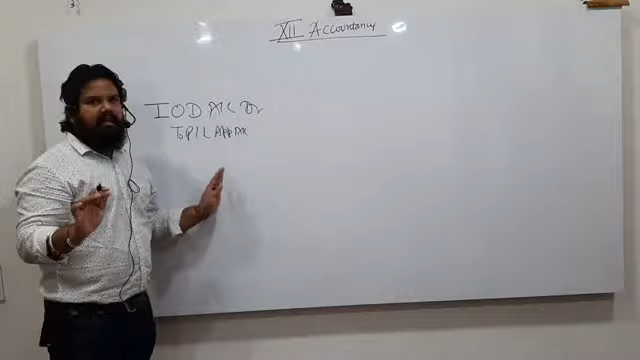 XII Accountancy
IOD A/C Dr
To P/L APP A/c